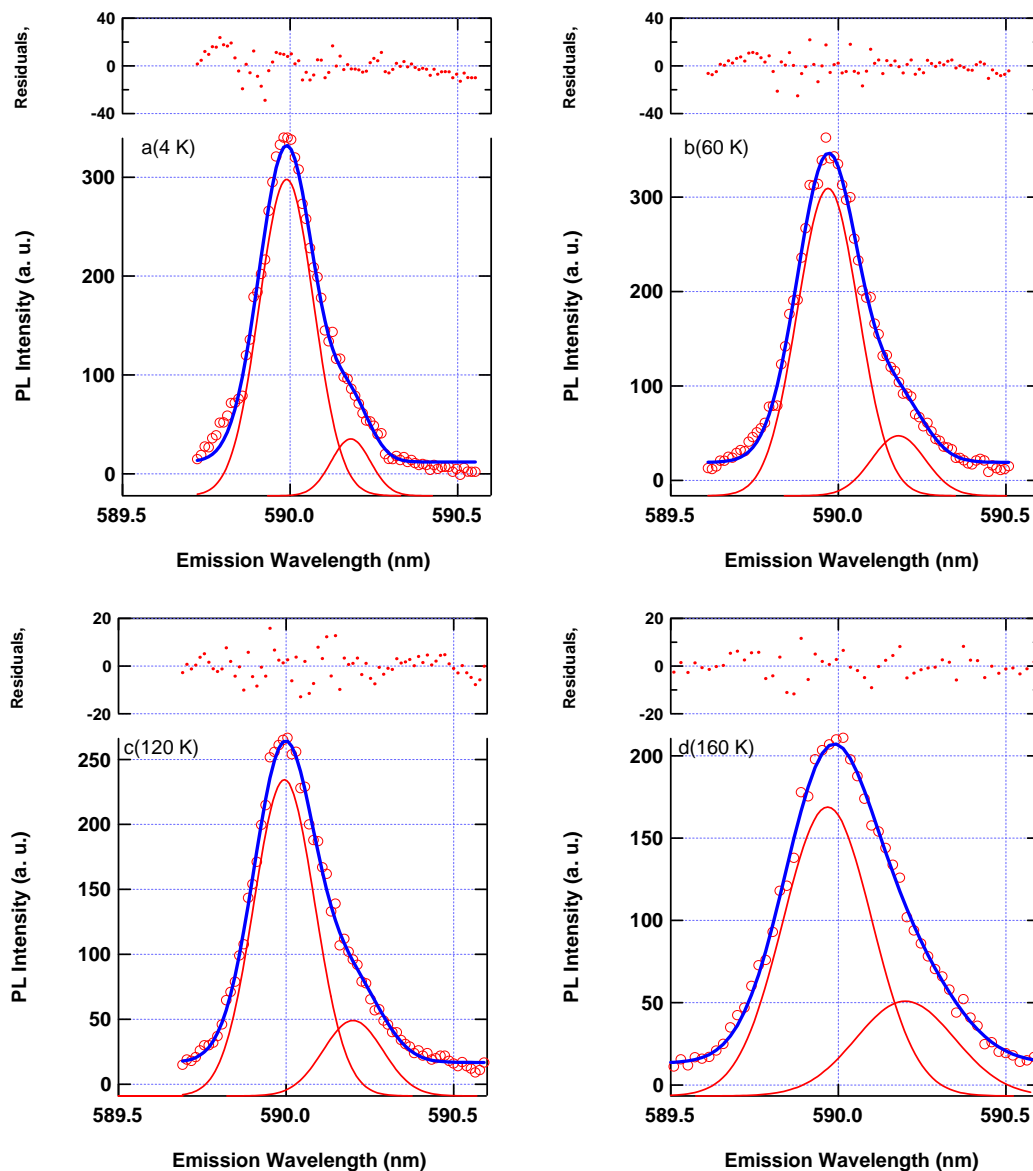 40
20
0
-40
Residuals,
a(4 K)
300
200
100
0
PL Intensity (a. u.)
589.5 590.0 590.5
Emission Wavelength (nm)
40
0
-40
Residuals,
b(60 K)
300
200
100
0
PL Intensity (a. u.)
589.5 590.0 590.5
Emission Wavelength (nm)
20
0
-20
Residuals,
c(120 K)
250
200
150
100
50
0
PL Intensity (a. u.)
589.5 590.0 590.5
Emission Wavelength (nm)
20
0
-20
Residuals,
d(160 K)
200
150
100
50
0
PL Intensity (a. u.)
589.5 590.0 590.5
Emission Wavelength (nm)